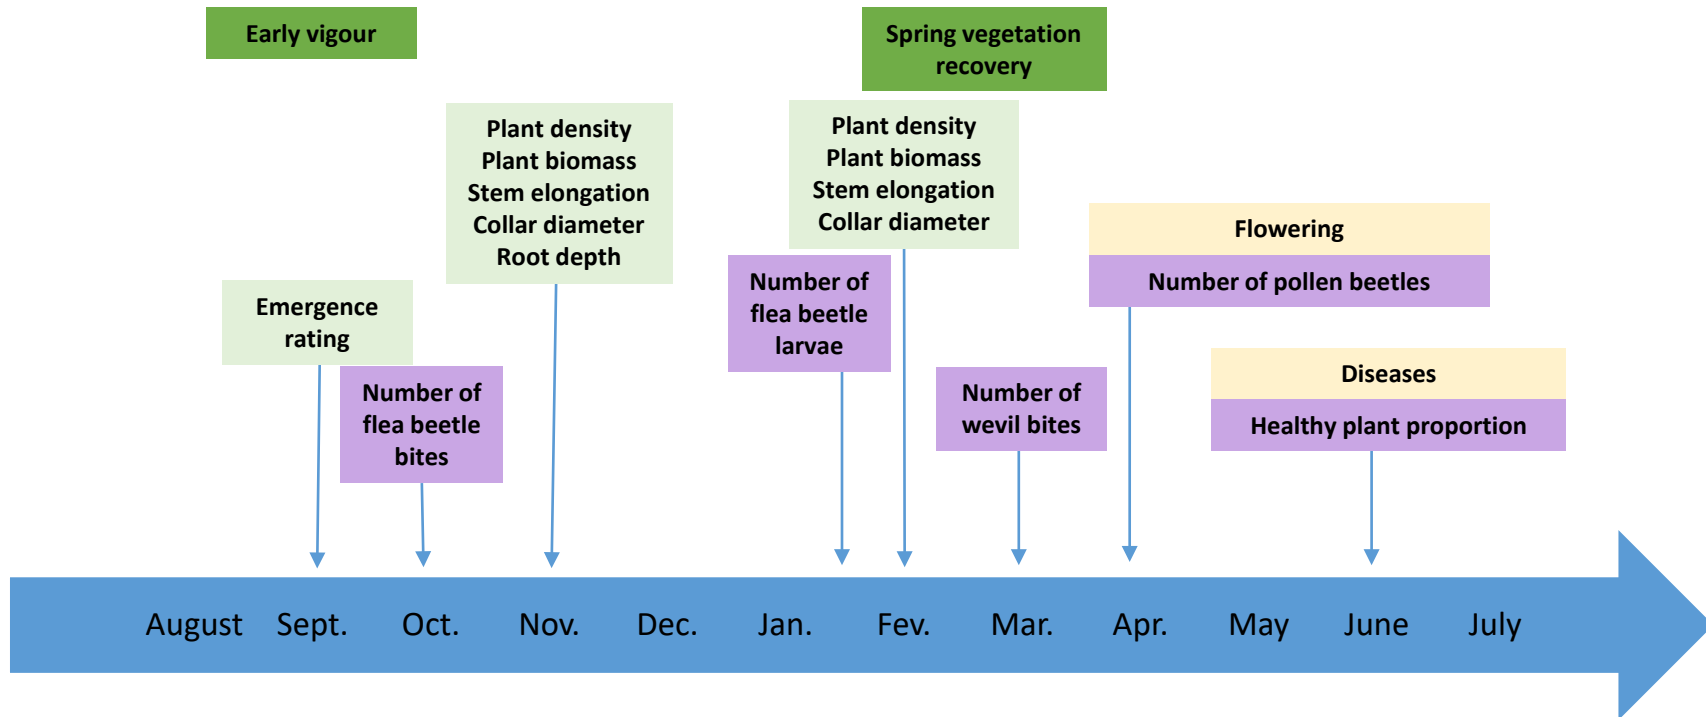 Early vigour
Spring vegetation
recovery
Plant density
Plant biomass
Stem elongation
Collar diameter
Root depth
Plant density
Plant biomass
Stem elongation
Collar diameter
Flowering
Number of pollen beetles
Emergence
rating
Number of
flea beetle
larvae
Number of
flea beetle
bites
Number of
wevil bites
Diseases
Healthy plant proportion
August Sept. Oct. Nov. Dec. Jan. Fev. Mar. Apr. May June July